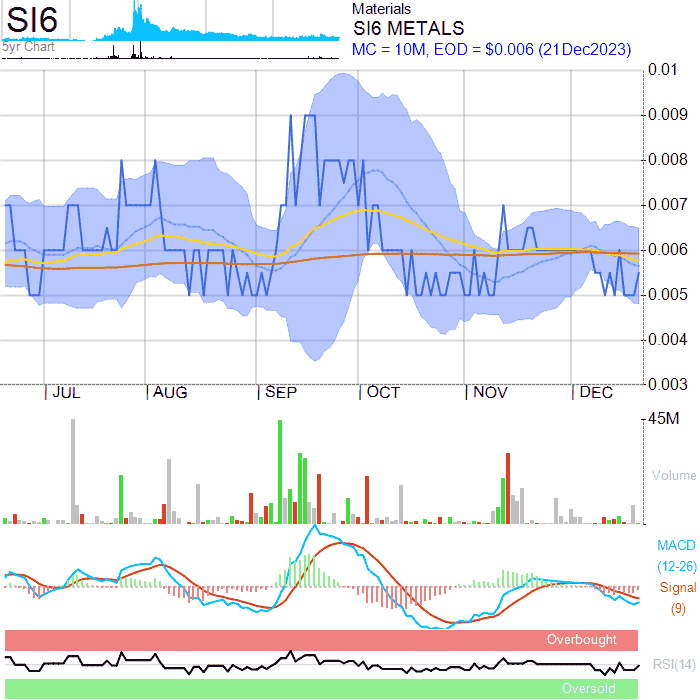 SI6
5yr Chart
Materials
SI6 METALS
MC = 10M, EOD = $0.006 (21Dec2023)
0.01
0.009
0.008
0.007
0.006
0.005
0.004
0.003
JUL AUG SEP OCT NOV DEC
45M
Volume
MACD
(12-26)
Signal
(9)
Overbought
RSI(14)
Oversold